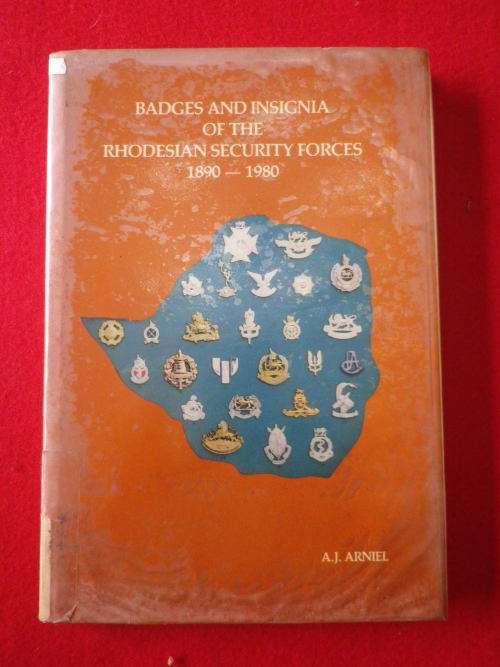 BADGES AND INSIGNIA
OF THE
RHODESIAN SECURITY FORCES
1890 — 1980
A.J. ARNIEL